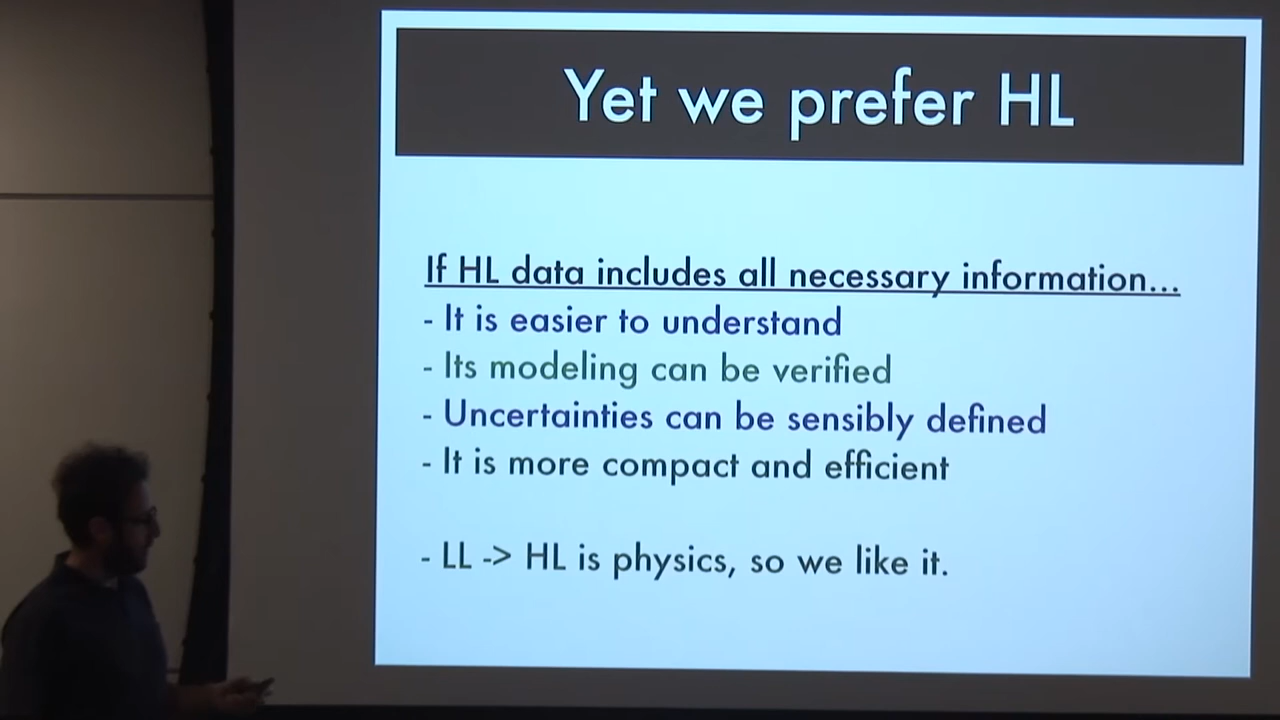 Yet we prefer HL
If HL data includes all necessary information...
- It is easier to understand
- Its modeling can be verified
- Uncertainties can be sensibly defined
- It is more compact and efficient
- LL -> HL is physics, so we like it.